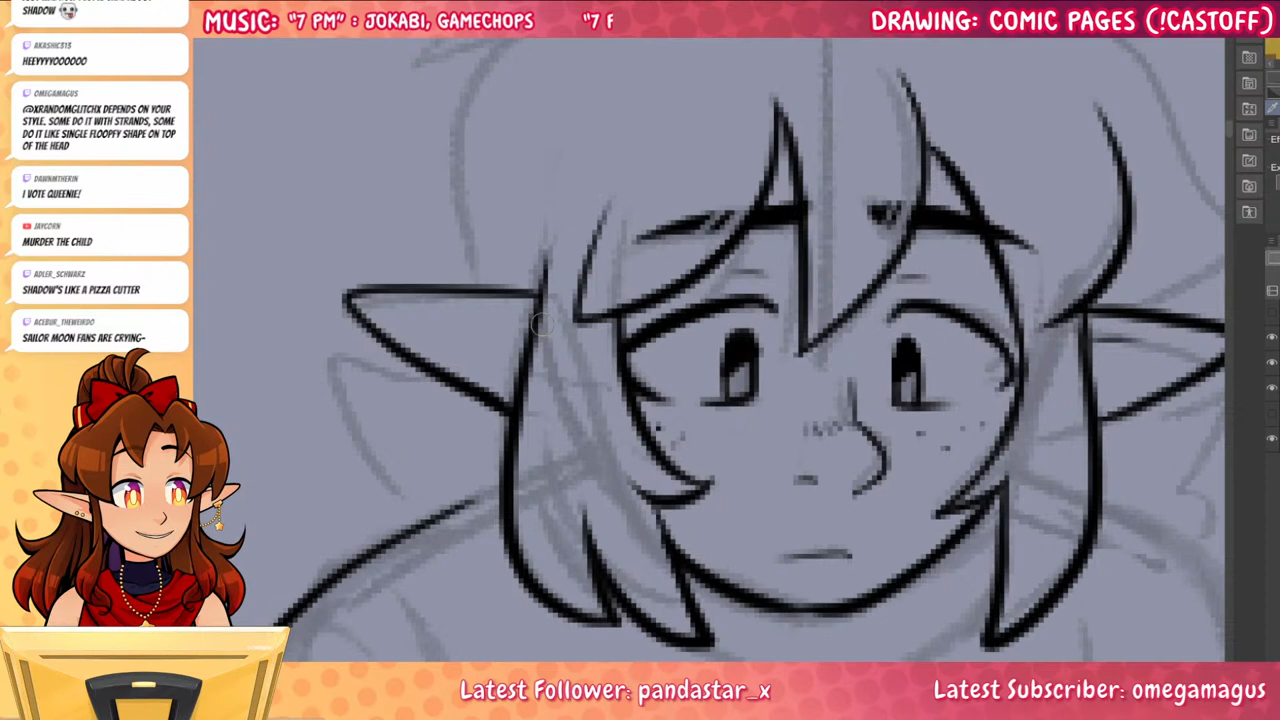 SHADOW
MUSIC: "7 PM" : JOKABI, GAMECHOPS "7 F
DRAWING: COMIC PAGES (!CASTOFF)
AKASHIC313
HEEYYYYOOOOOO
OMEGAMAGUS
@XRANDOMGLITCHX DEPENDS ON YOUR
STYLE. SOME DO IT WITH STRANDS, SOME
DO IT LIKE SINGLE FLOOPFY SHAPE ON TOP
OF THE HEAD
DAWNMTHERIN
I VOTE QUEENIE!
JAYCORN
MURDER THE CHILD
ADLER_SCHWARZ
SHADOW'S LIKE A PIZZA CUTTER
ACEBUR_THEWEIRDO
SAILOR MOON FANS ARE CRYING-
Latest Follower: pandastar_x
Latest Subscriber: omegamagus